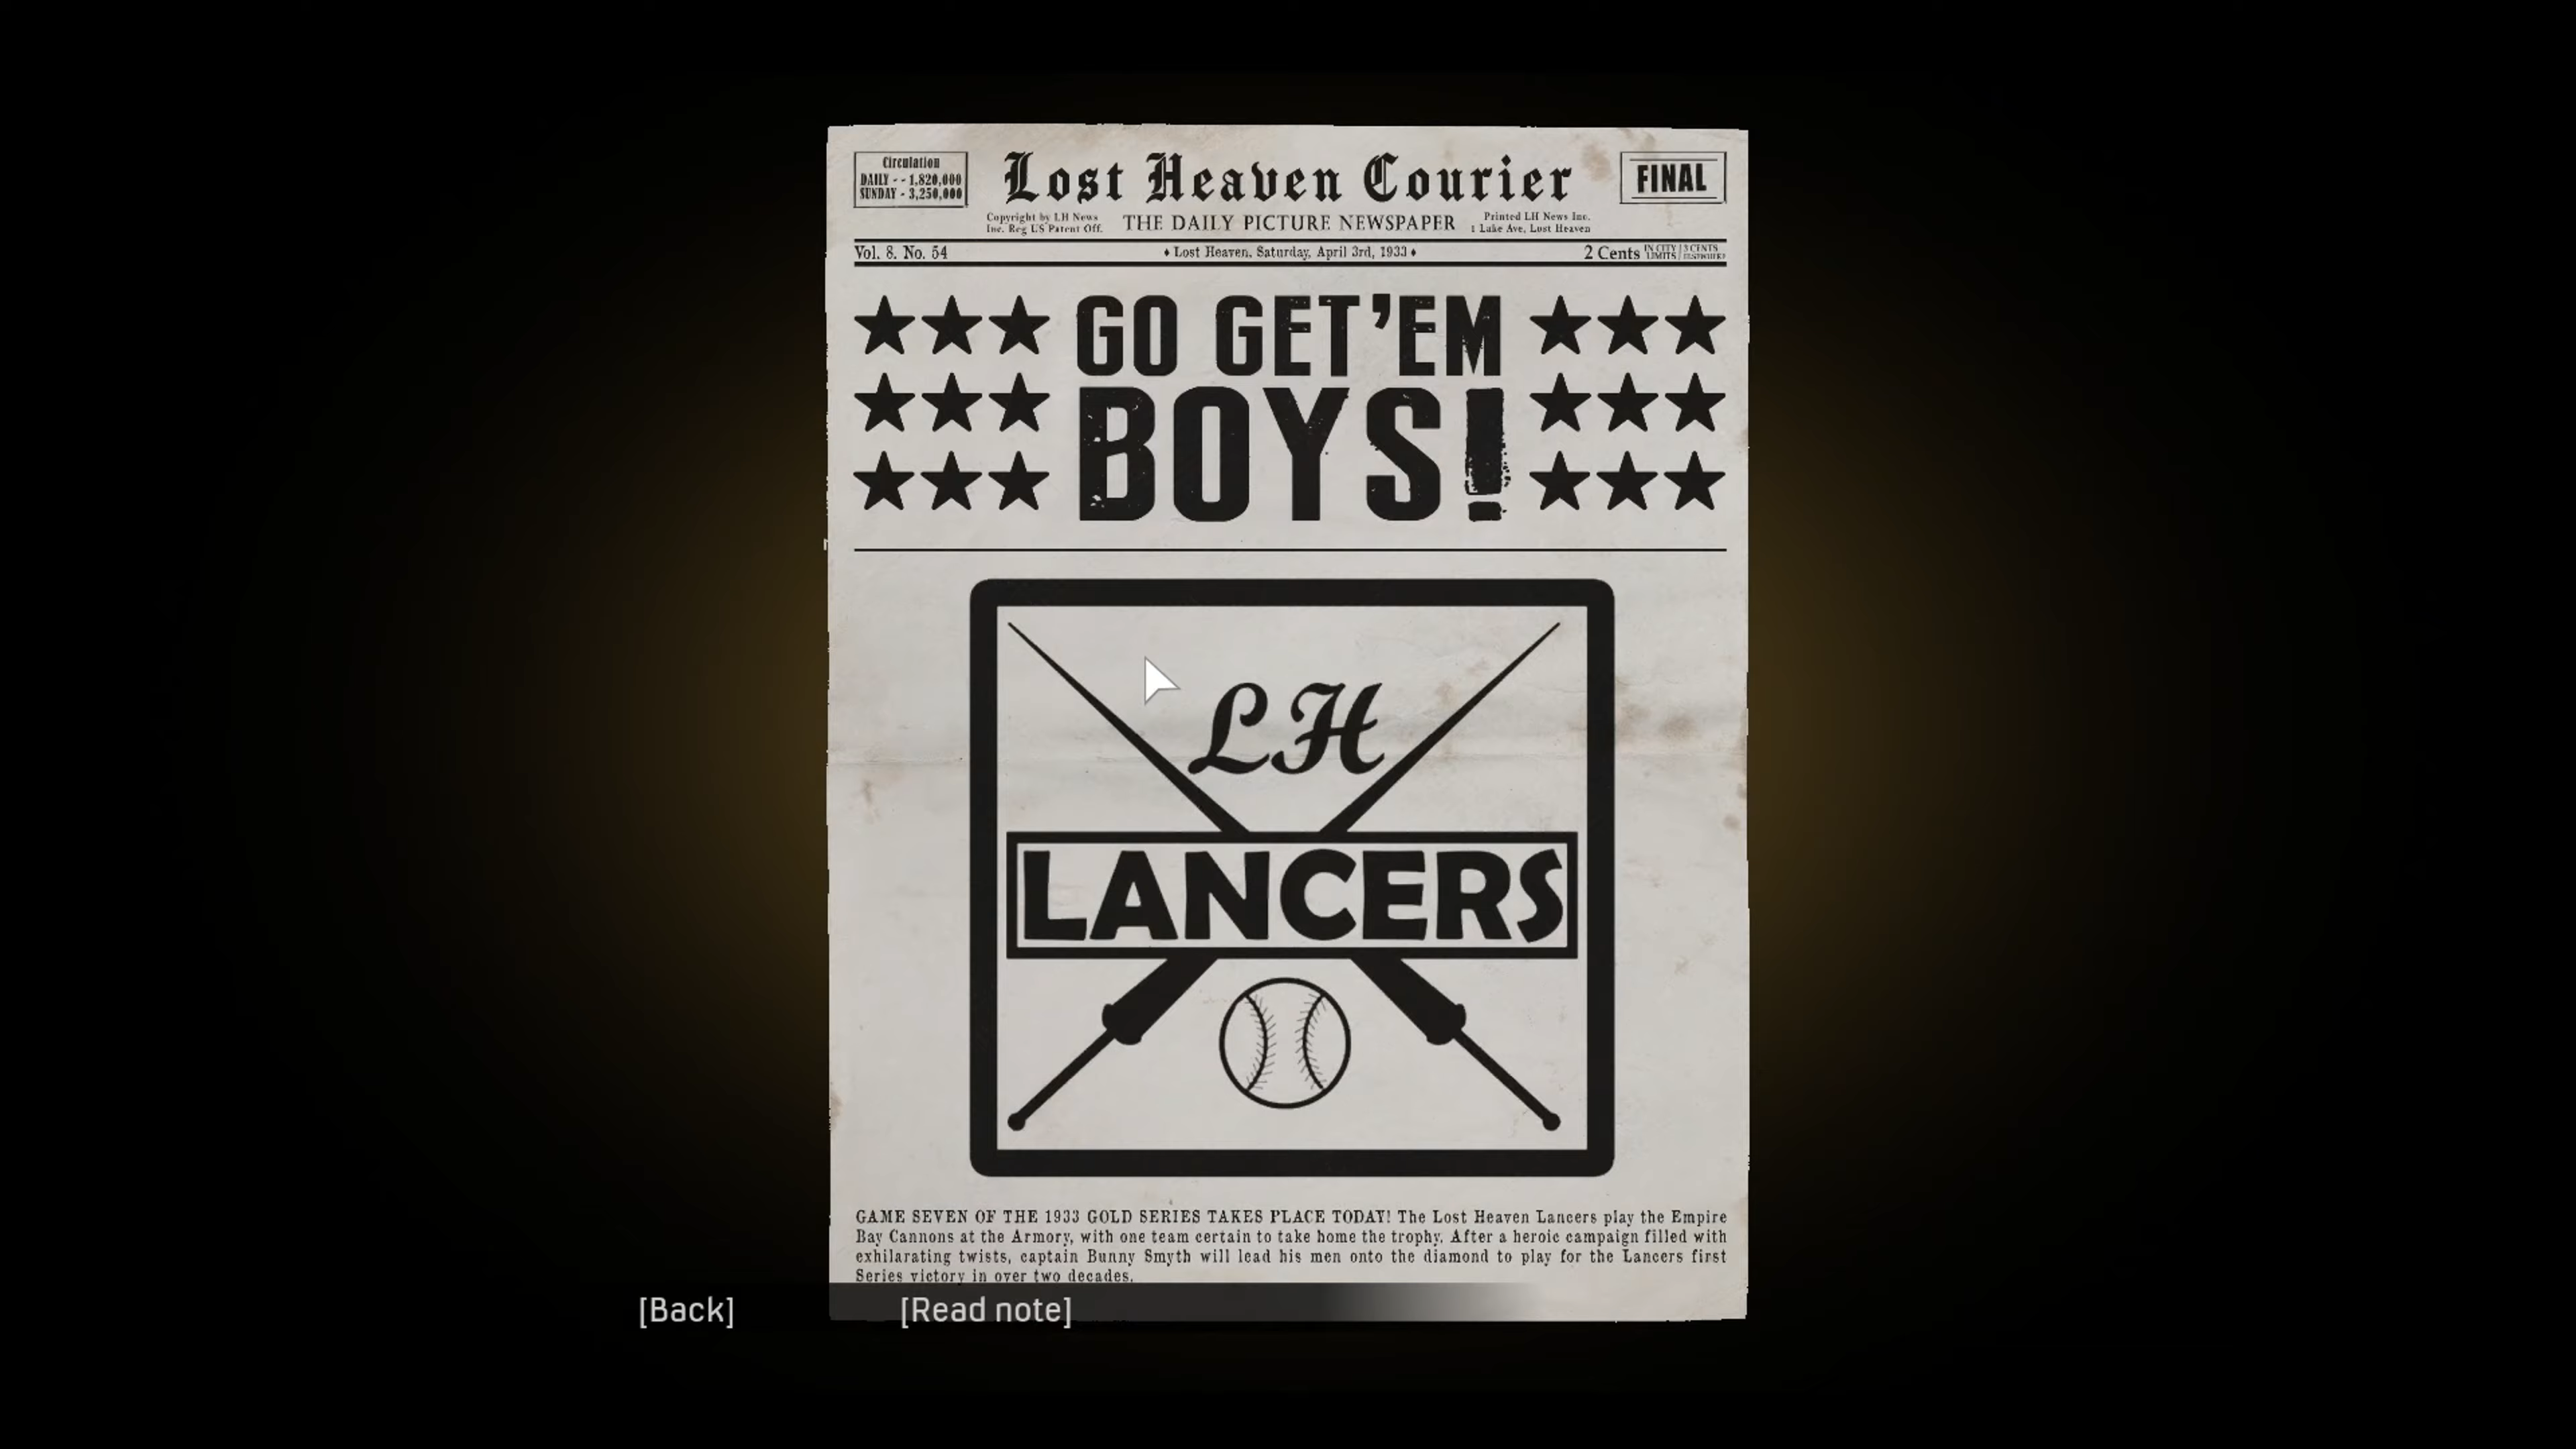 Circulation
DAILY - - 1,820,000
SUNDAY - 3,250,000
Lost Heaven Courier
FINAL
Copyright by LH News
Inc. Reg US Patent Off.
THE DAILY PICTURE NEWSPAPER
Printed LH News Inc.
1 Lake Ave, Lost Heaven
Vol. 8. No. 54
♦ Lost Heaven, Saturday, April 3rd, 1933 ♦
2 Cents
IN CITY
LIMITS
3 CENTS
GO GET'EM
BOYS!
LH
LANCERS
GAME SEVEN OF THE 1933 GOLD SERIES TAKES PLACE TODAY! The Lost Heaven Lancers play the Empire
Bay Cannons at the Armory, with one team certain to take home the trophy. After a heroic campaign filled with
exhilarating twists, captain Bunny Smyth will lead his men onto the diamond to play for the Lancers first
Series victory in over two decades.
[Back]
[Read note]